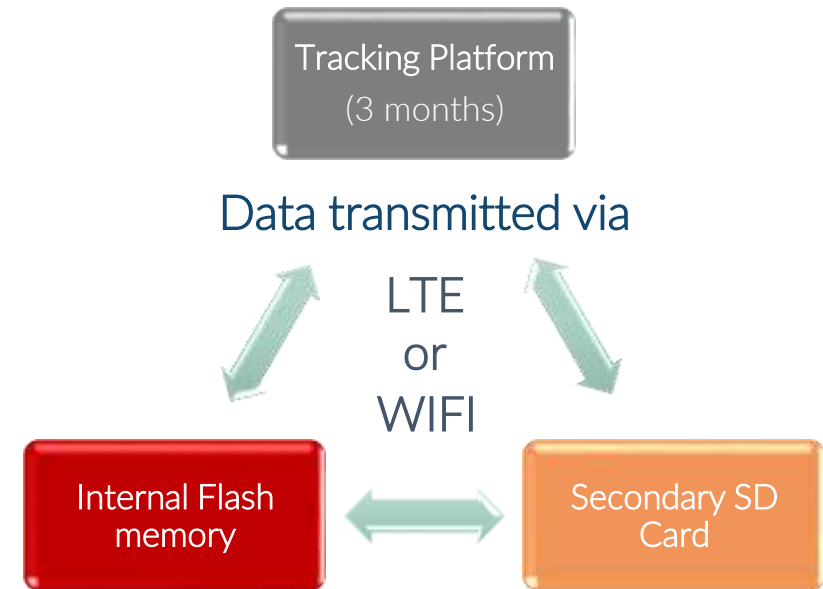 Tracking Platform
(3 months)
Data transmitted via
LTE
or
WIFI
Internal Flash
memory
Secondary SD
Card